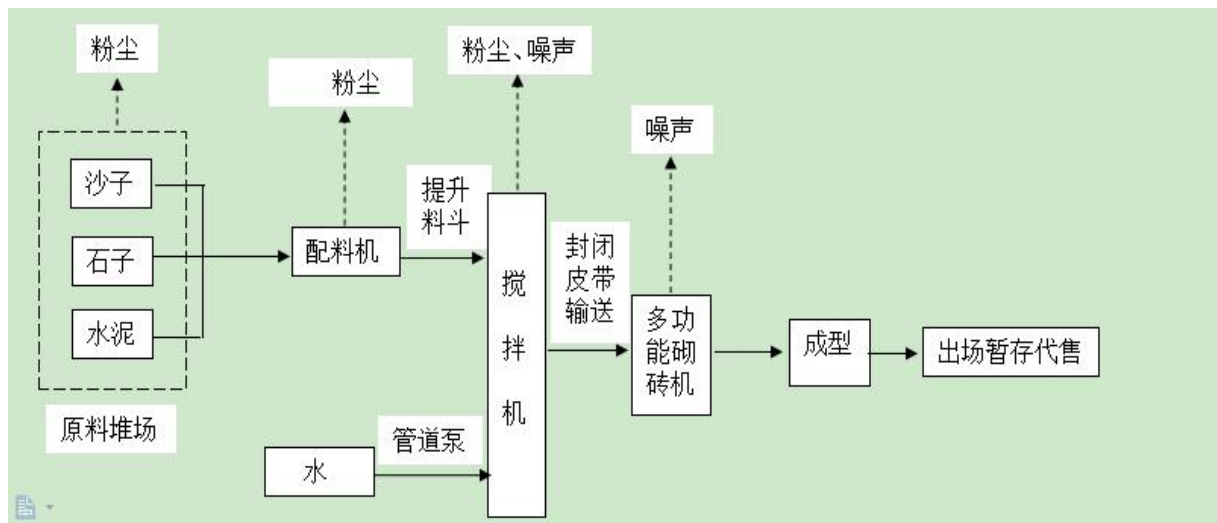 粉尘
粉尘
粉尘、噪声
噪声
沙子
石子
水泥
原料堆场
配料机
提升
料斗
水
管道泵
搅
拌
机
封闭
皮带
输送
多功
能砌
砖机
成型
出场暂存代售